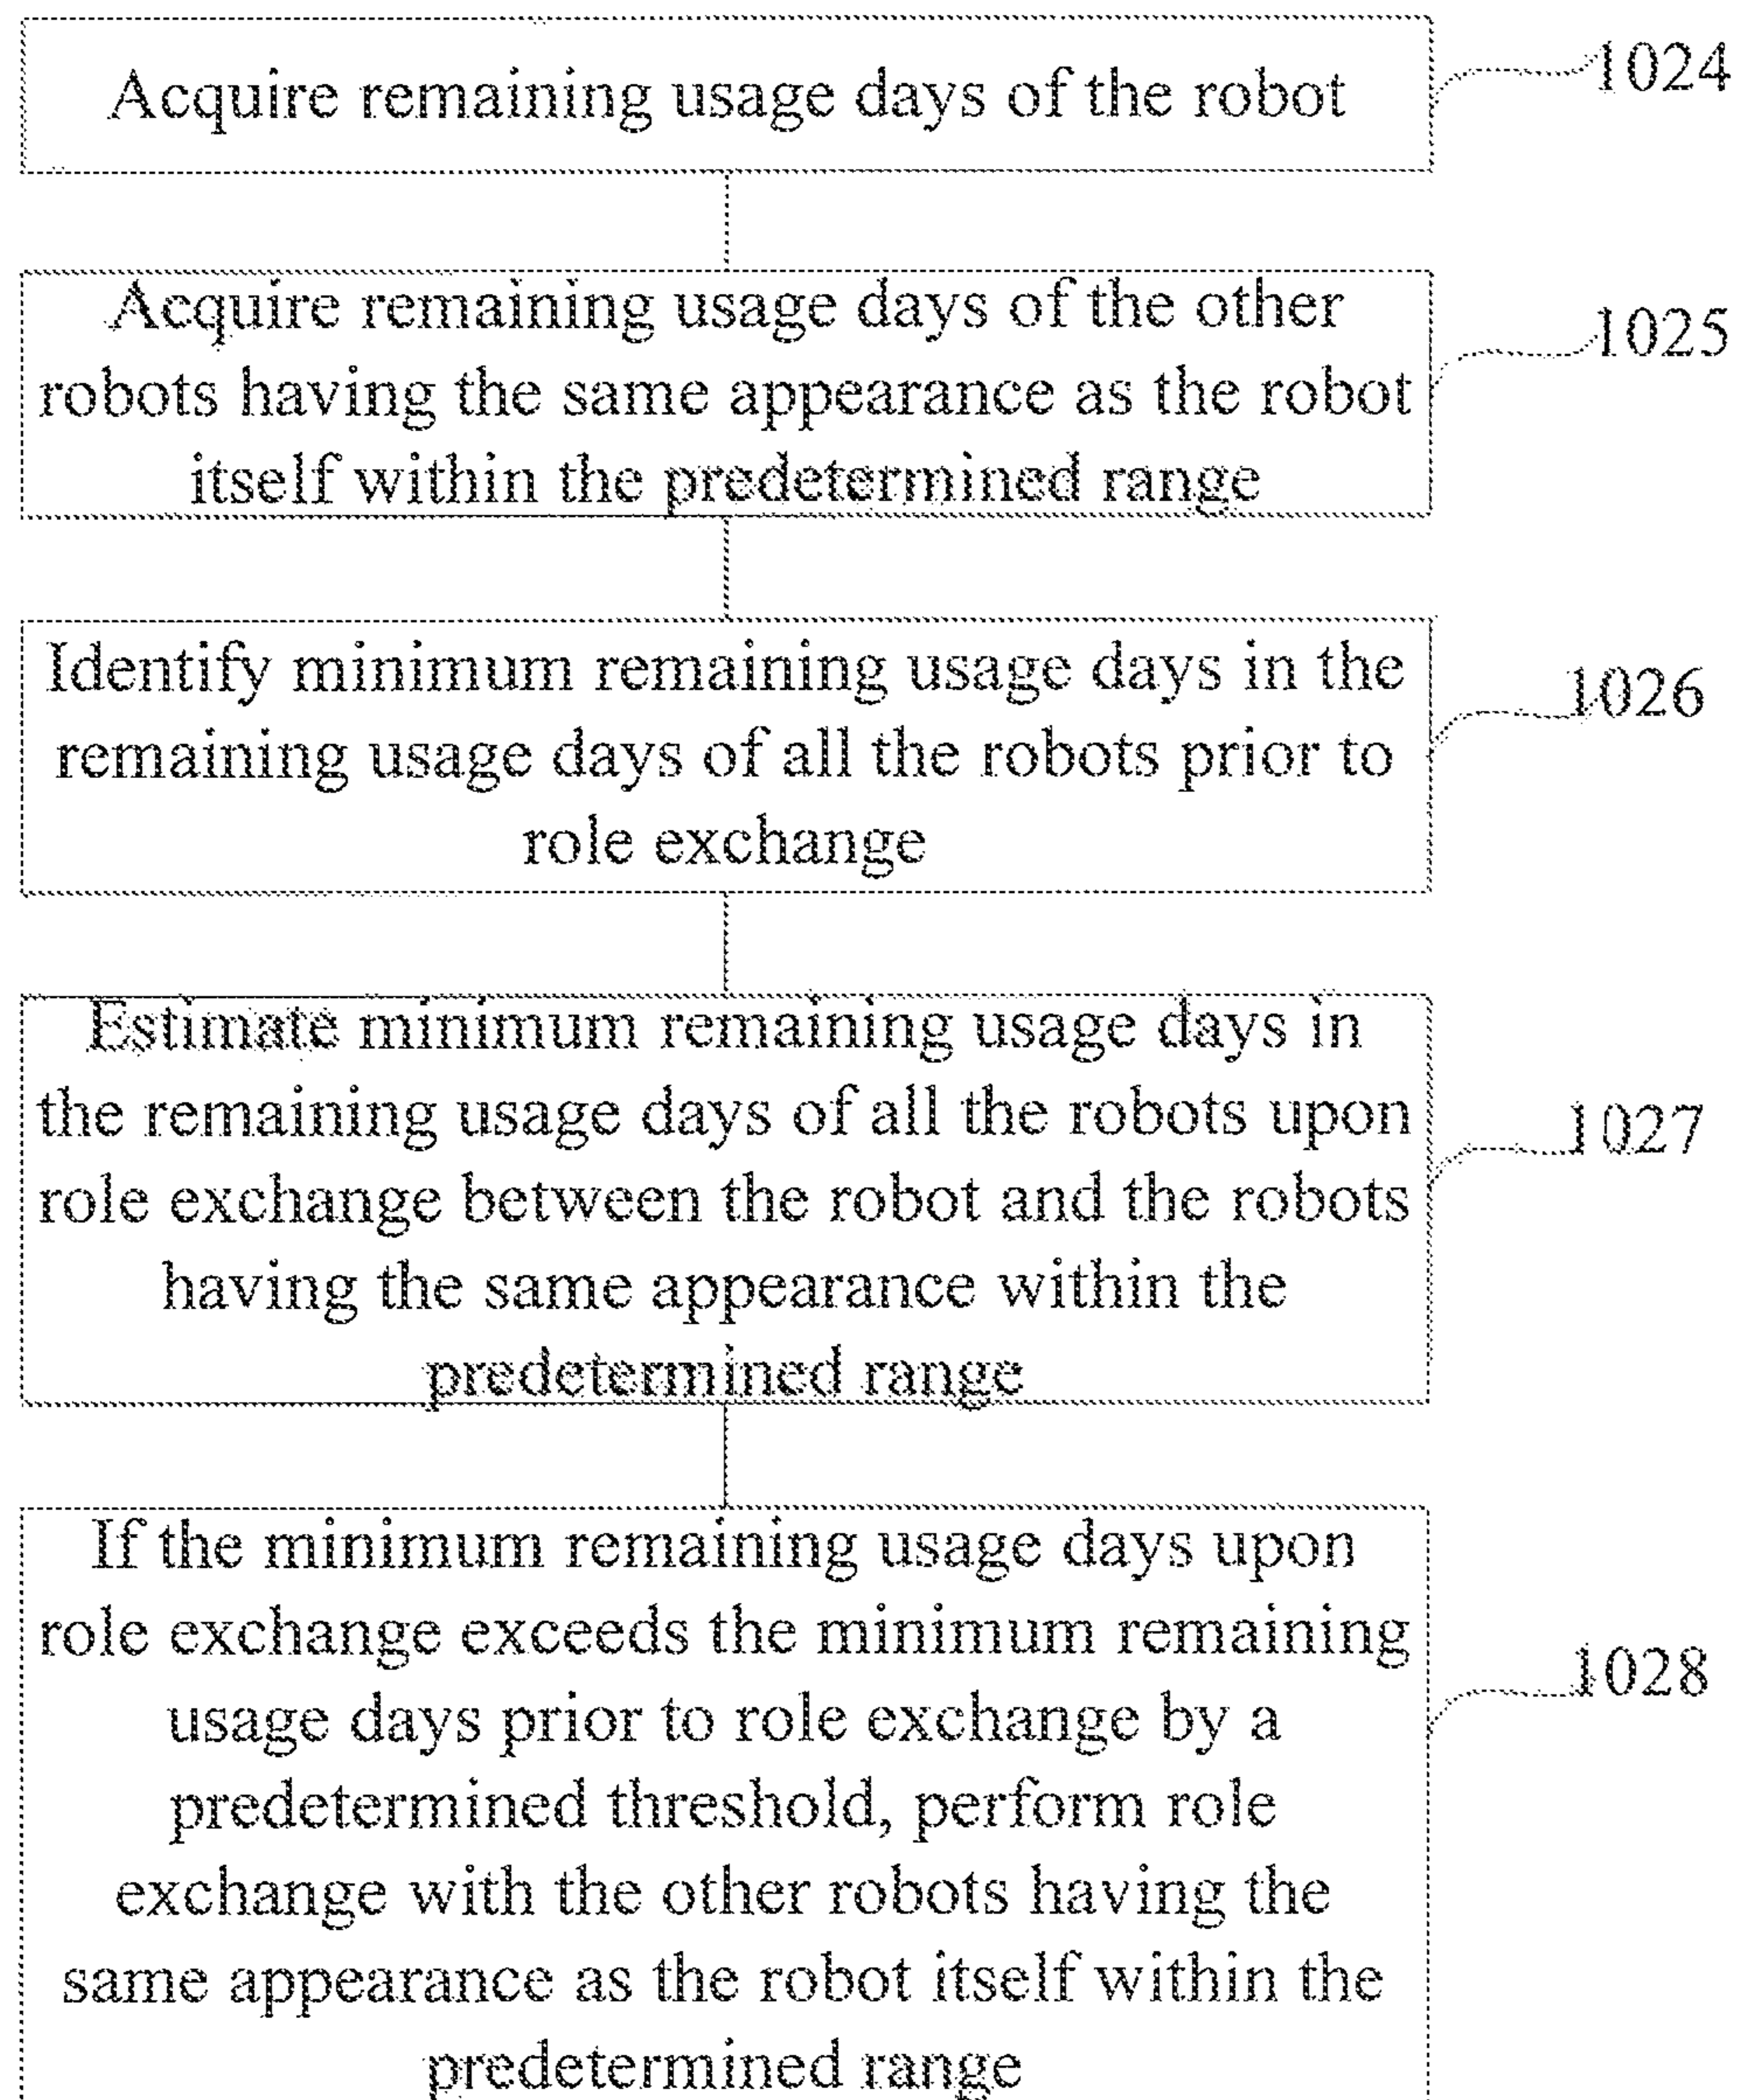 Acquire remaining usage days of the robot
1024
Acquire remaining usage days of the other
robots having the same appearance as the robot
itself within the predetermined range
1025
Identify minimum remaining usage days in the
remaining usage days of all the robots prior to
role exchange
1026
Estimate minimum remaining usage days in
the remaining usage days of all the robots upon
role exchange between the robot and the robots
having the same appearance within the
predetermined range
1027
If the minimum remaining usage days upon
role exchange exceeds the minimum remaining
usage days prior to role exchange by a
predetermined threshold, perform role
exchange with the other robots having the
same appearance as the robot itself within the
predetermined range
1028